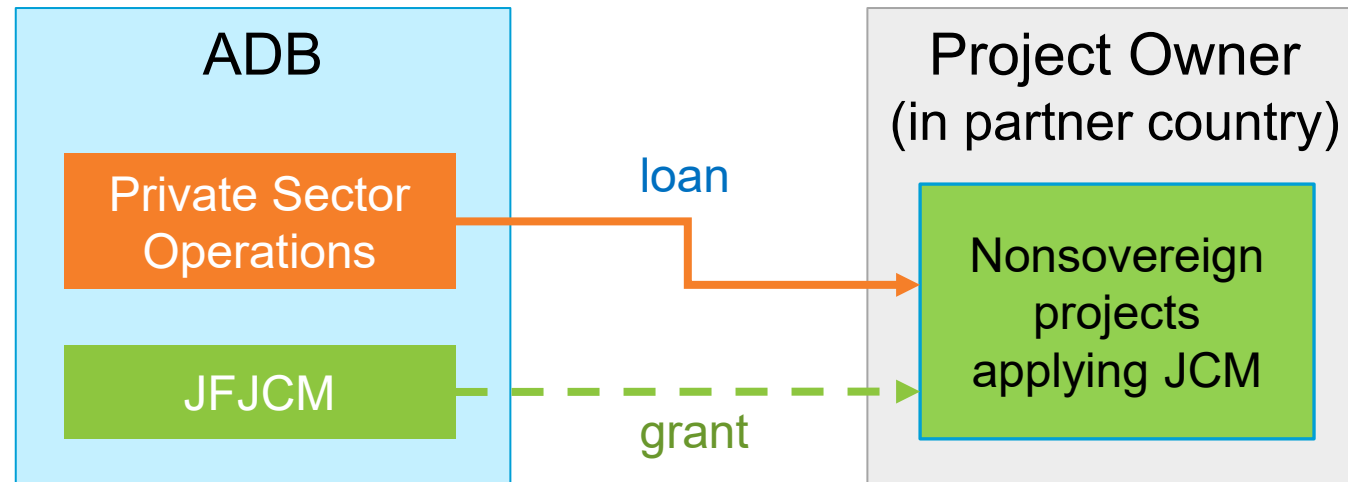 ADB
Private Sector
Operations
JFJCM
loan
grant
Project Owner
(in partner country)
Nonsovereign
projects
applying JCM